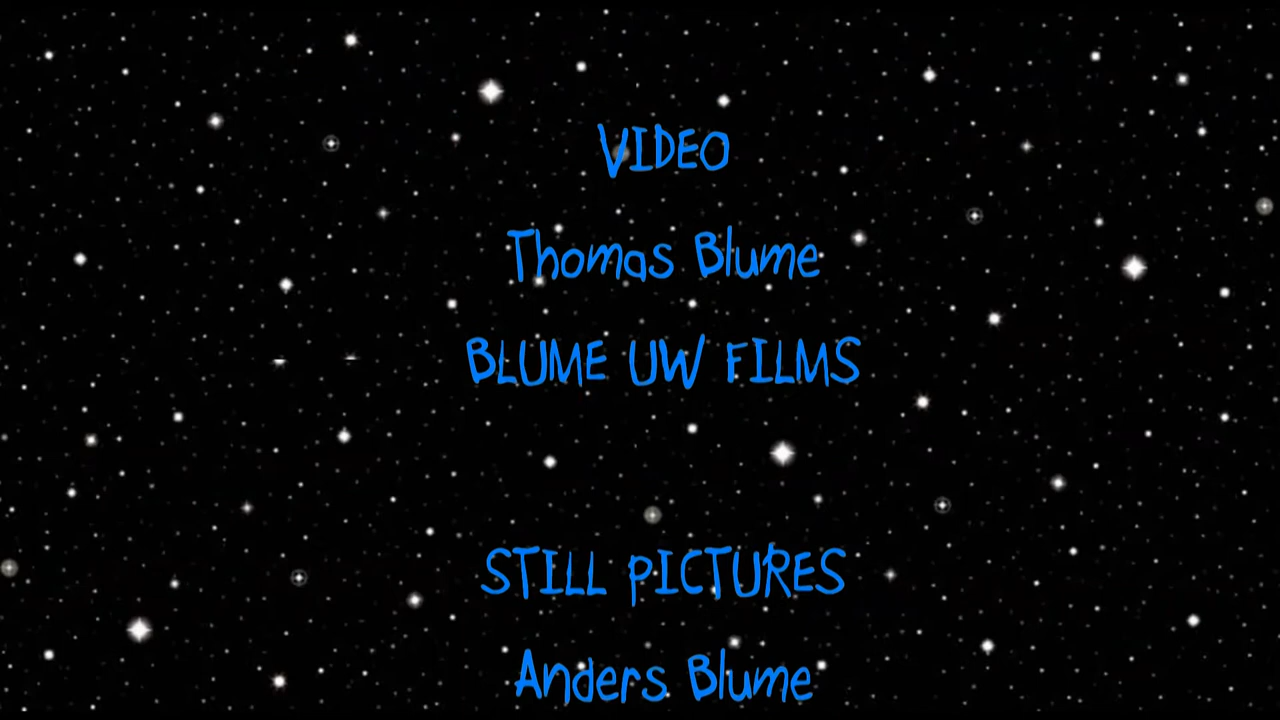 VIDEO
Thomas Blume
BLUME UW FILMS
STILL PICTURES
Anders Blume